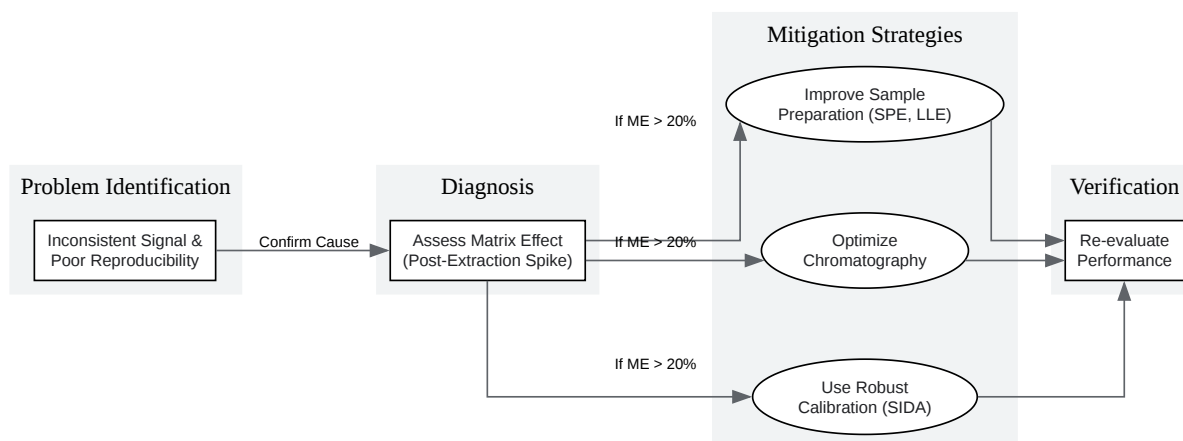 Mitigation Strategies
Improve Sample
Preparation (SPE, LLE)
If ME > 20%
Problem Identification
Diagnosis
Verification
Inconsistent Signal &
Poor Reproducibility
Confirm Cause
Assess Matrix Effect
(Post-Extraction Spike)
If ME > 20%
Optimize
Chromatography
Re-evaluate
Performance
If ME > 20%
Use Robust
Calibration (SIDA)